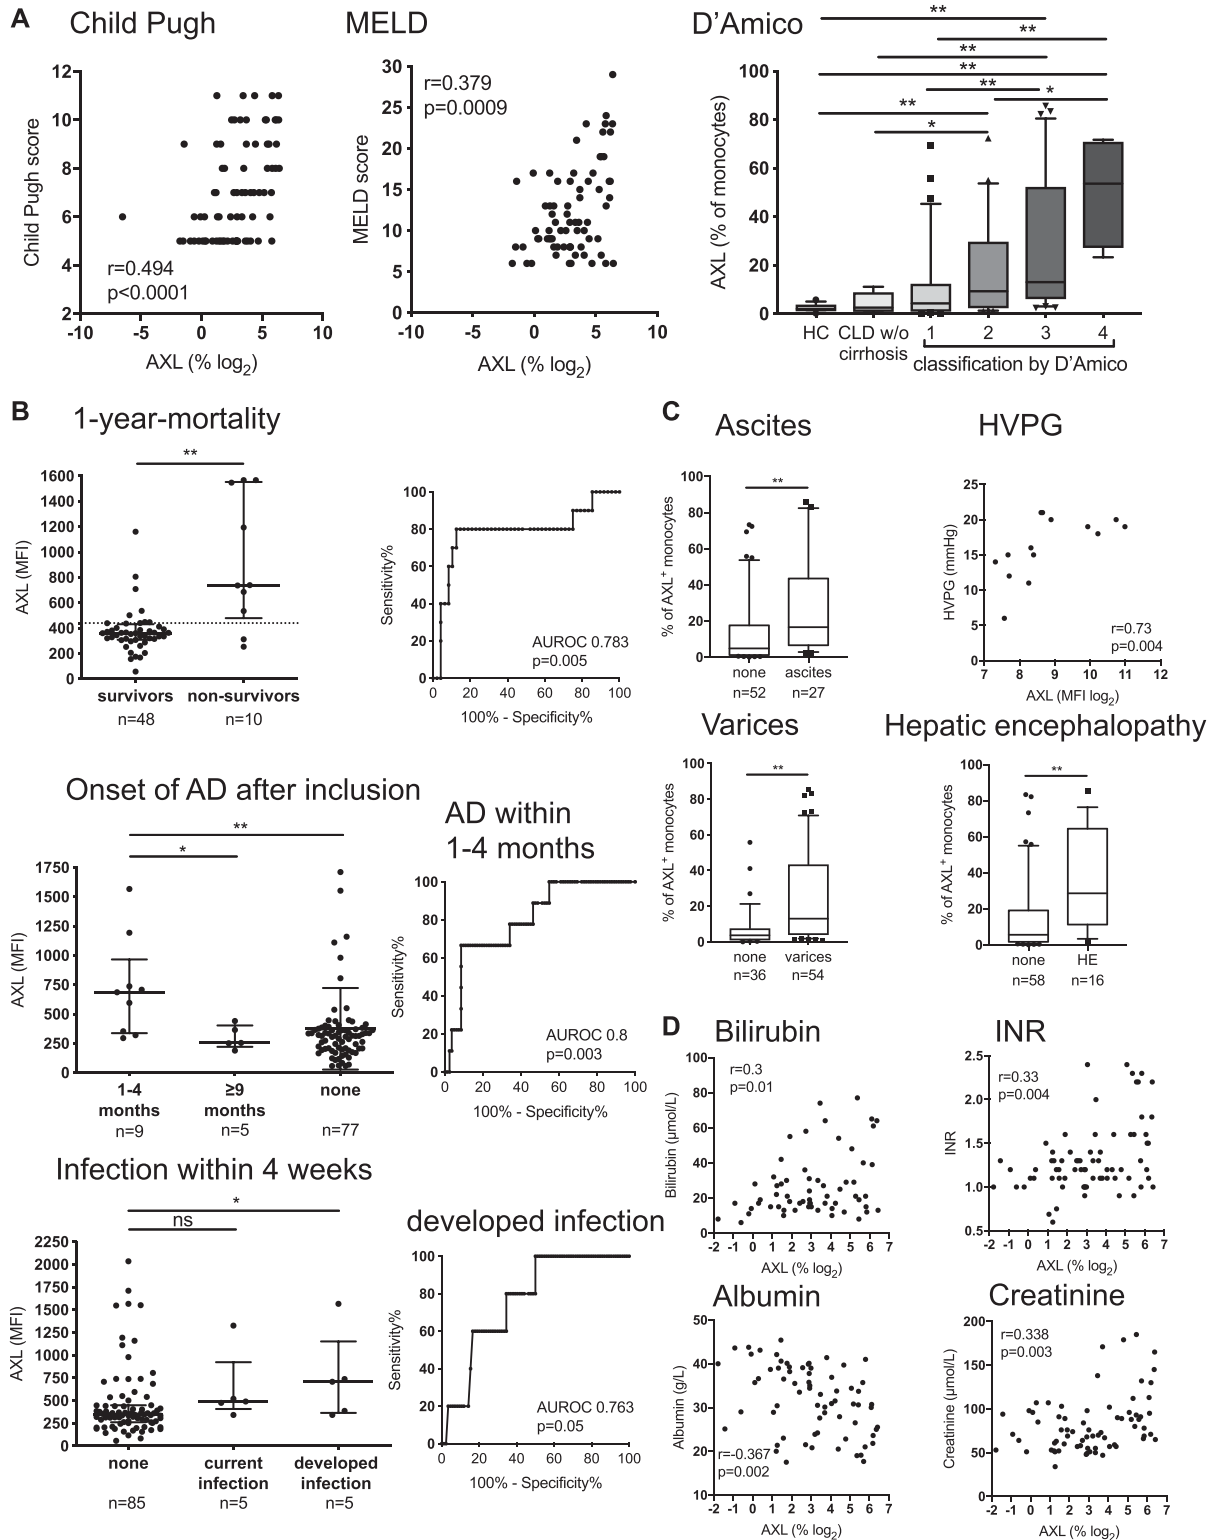 A
Child Pugh
MELD
D'Amico
**
**
**
**
**
*
**
*
Child Pugh score
12
10
8
6
4
2
r=0.494
p<0.0001
-10
-5
0
5
10
AXL (% log2)
MELD score
30
25
20
15
10
5
0
r=0.379
p=0.0009
-10
-5
0
5
10
AXL (% log2)
AXL (% of monocytes)
100
80
60
40
20
0
HC
CLD w/o
cirrhosis
1
2
3
4
classification by D'Amico
B
1-year-mortality
**
AXL (MFI)
1600
1400
1200
1000
800
600
400
200
0
survivors
non-survivors
n=48
n=10
Sensitivity%
100
80
60
40
20
0
AUROC 0.783
p=0.005
0
20
40
60
80
100
100% - Specificity%
Onset of AD after inclusion
**
*
AXL (MFI)
1750
1500
1250
1000
750
500
250
0
1-4
months
n=9
≥9
months
n=5
none
n=77
AD within
1-4 months
Sensitivity%
100
80
60
40
20
0
AUROC 0.8
p=0.003
0
20
40
60
80
100
100% - Specificity%
Infection within 4 weeks
*
ns
AXL (MFI)
2250
2000
1750
1500
1250
1000
750
500
250
0
none
n=85
current
infection
n=5
developed
infection
n=5
developed infection
Sensitivity%
100
80
60
40
20
0
AUROC 0.763
p=0.05
0
20
40
60
80
100
100% - Specificity%
C
Ascites
**
% of AXL+ monocytes
100
80
60
40
20
0
none
n=52
ascites
n=27
HVPG
HVPG (mmHg)
25
20
15
10
5
0
r=0.73
p=0.004
7
8
9
10
11
12
AXL (MFI log2)
Varices
**
% of AXL+ monocytes
100
80
60
40
20
0
none
n=36
varices
n=54
Hepatic encephalopathy
**
% of AXL+ monocytes
100
80
60
40
20
0
none
n=58
HE
n=16
D
Bilirubin
Bilirubin (µmol/L)
100
80
60
40
20
0
r=0.3
p=0.01
-2
-1
0
1
2
3
4
5
6
7
AXL (% log2)
INR
INR
2.5
2.0
1.5
1.0
0.5
r=0.33
p=0.004
-2
-1
0
1
2
3
4
5
6
7
AXL (% log2)
Albumin
Albumin (g/L)
50
40
30
20
10
r=-0.367
p=0.002
-2
-1
0
1
2
3
4
5
6
7
AXL (% log2)
Creatinine
Creatinine (µmol/L)
200
150
100
50
0
r=0.338
p=0.003
-2
-1
0
1
2
3
4
5
6
7
AXL (% log2)